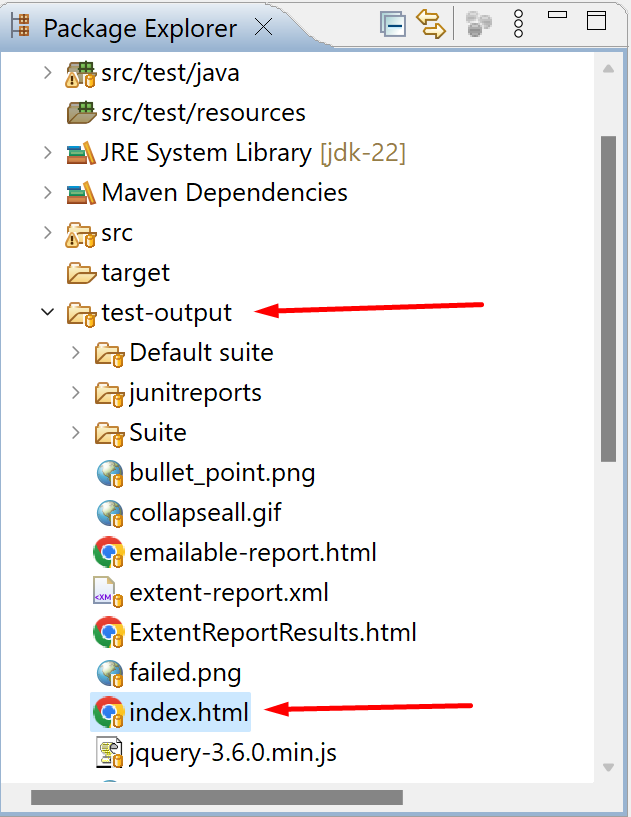 Package Explorer
src/test/java
src/test/resources
JRE System Library [jdk-22]
Maven Dependencies
src
target
test-output
Default suite
junitreports
Suite
bullet_point.png
collapseall.gif
emailable-report.html
extent-report.xml
ExtentReportResults.html
failed.png
index.html
jquery-3.6.0.min.js